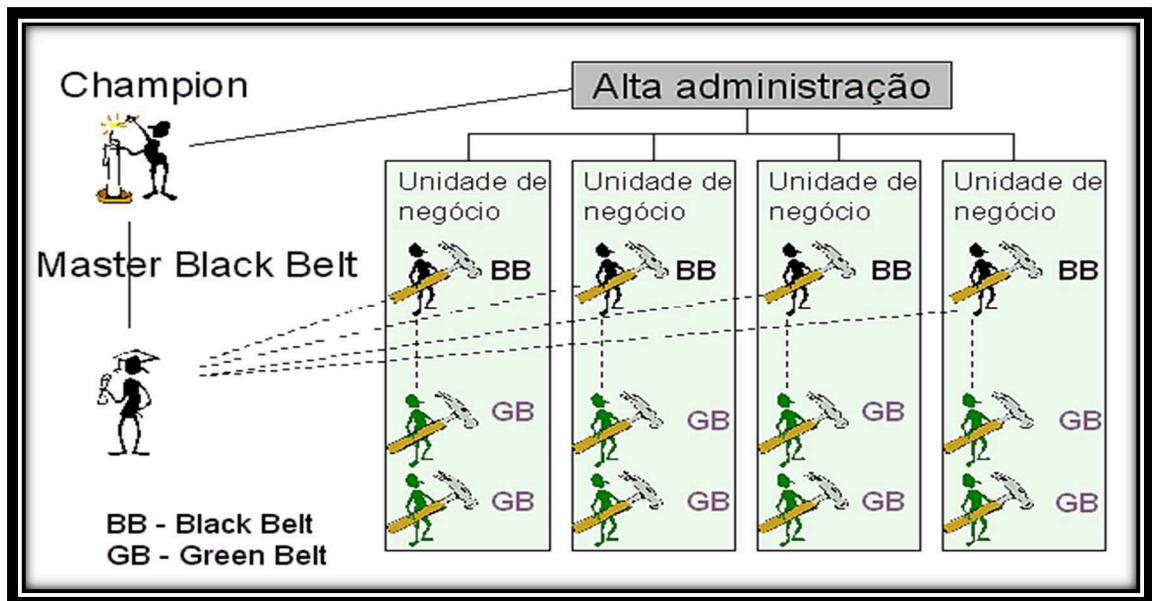 Champion
Alta administração
Unidade de
negócio
Unidade de
negócio
Unidade de
negócio
Unidade de
negócio
Master Black Belt
BB
BB
BB
BB
GB
GB
GB
GB
GB
GB
GB
GB
BB - Black Belt
GB - Green Belt